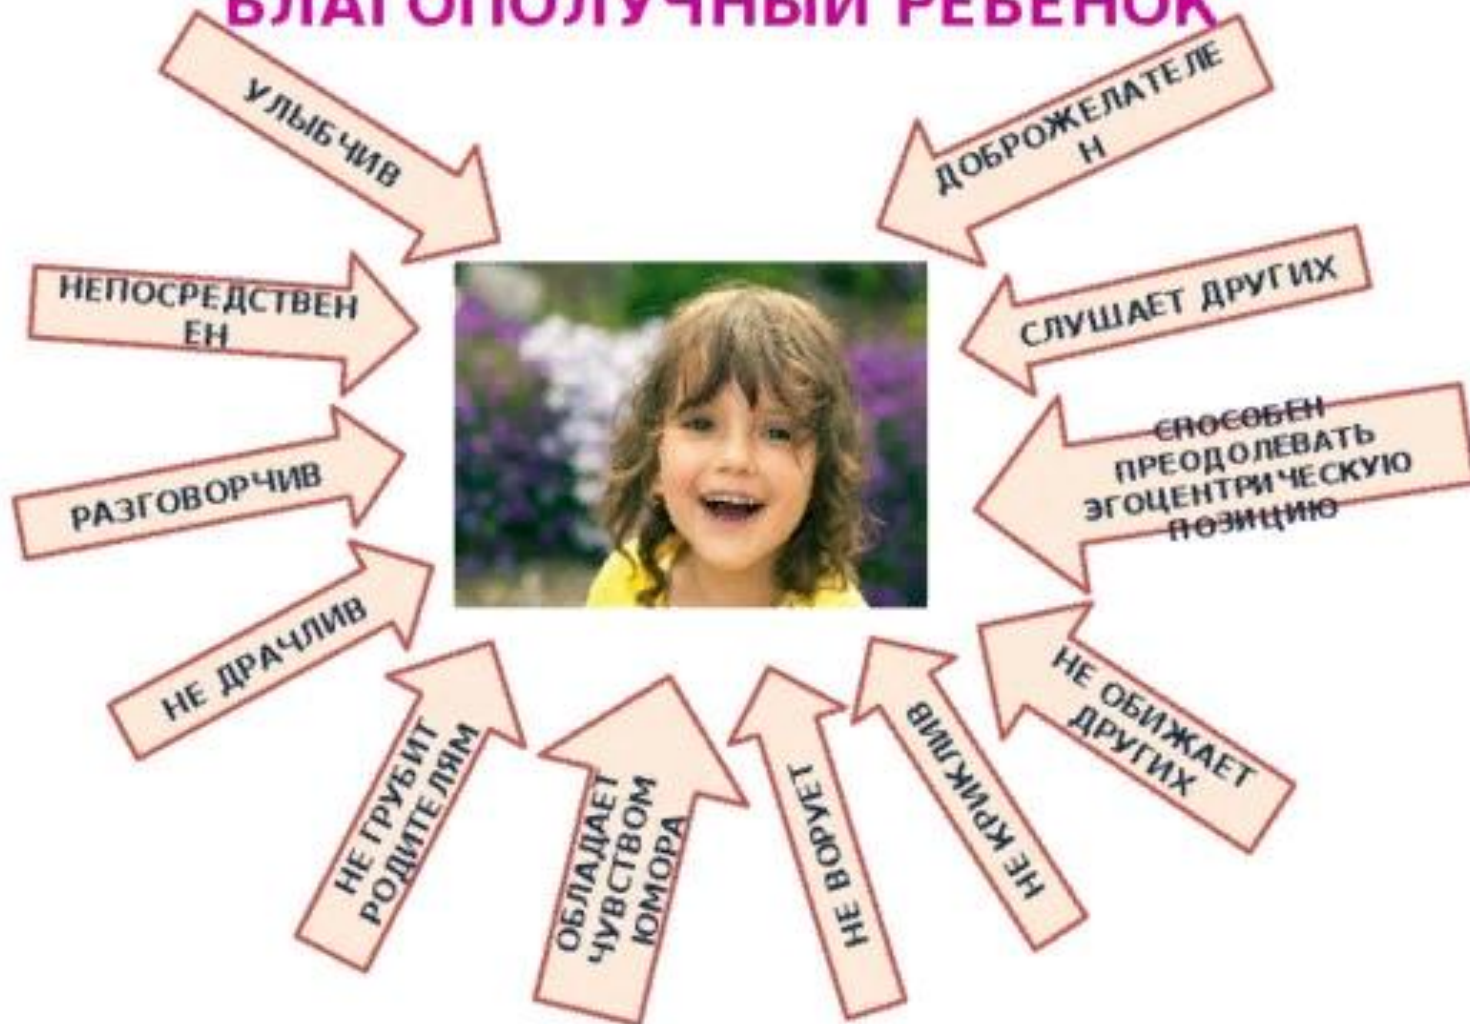 БЛАГОПОЛУЧНЫЙ РЕБЕНОК
УЛЫБЧИВ
ДОБРОЖЕЛАТЕЛЕ
Н
НЕПОСРЕДСТВЕН
ЕН
СЛУШАЕТ ДРУГИХ
РАЗГОВОРЧИВ
СПОСОБЕН
ПРЕОДОЛЕВАТЬ
ЭГОЦЕНТРИЧЕСКУЮ
ПОЗИЦИЮ
НЕ ДРАЧЛИВ
НЕ ГРУБИТ
РОДИТЕЛЯМ
ОБЛАДАЕТ
ЧУВСТВОМ
ЮМОРА
НЕ ВОРУЕТ
НЕ КРИКЛИВ
НЕ ОБИЖАЕТ
ДРУГИХ